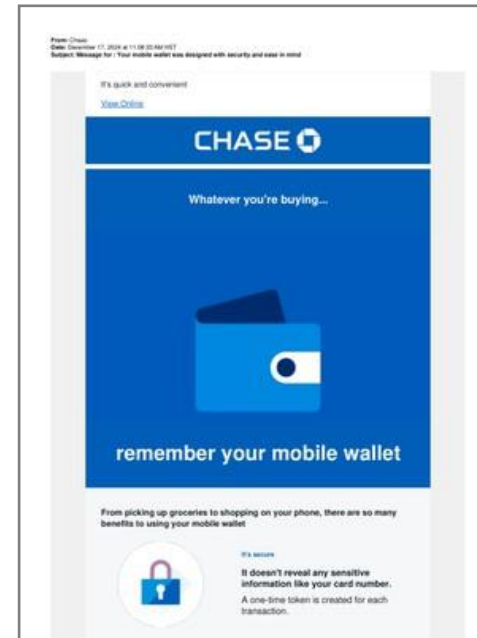 From: Chase
Date: December 17, 2024 at 11:08:20 AM HST
Subject: Message for : Your mobile wallet was designed with security and ease in mind
It's quick and convenient
View Online
CHASE
Whatever you're buying...
remember your mobile wallet
From picking up groceries to shopping on your phone, there are so many
benefits to using your mobile wallet
It's secure
It doesn't reveal any sensitive
information like your card number.
A one-time token is created for each
transaction.